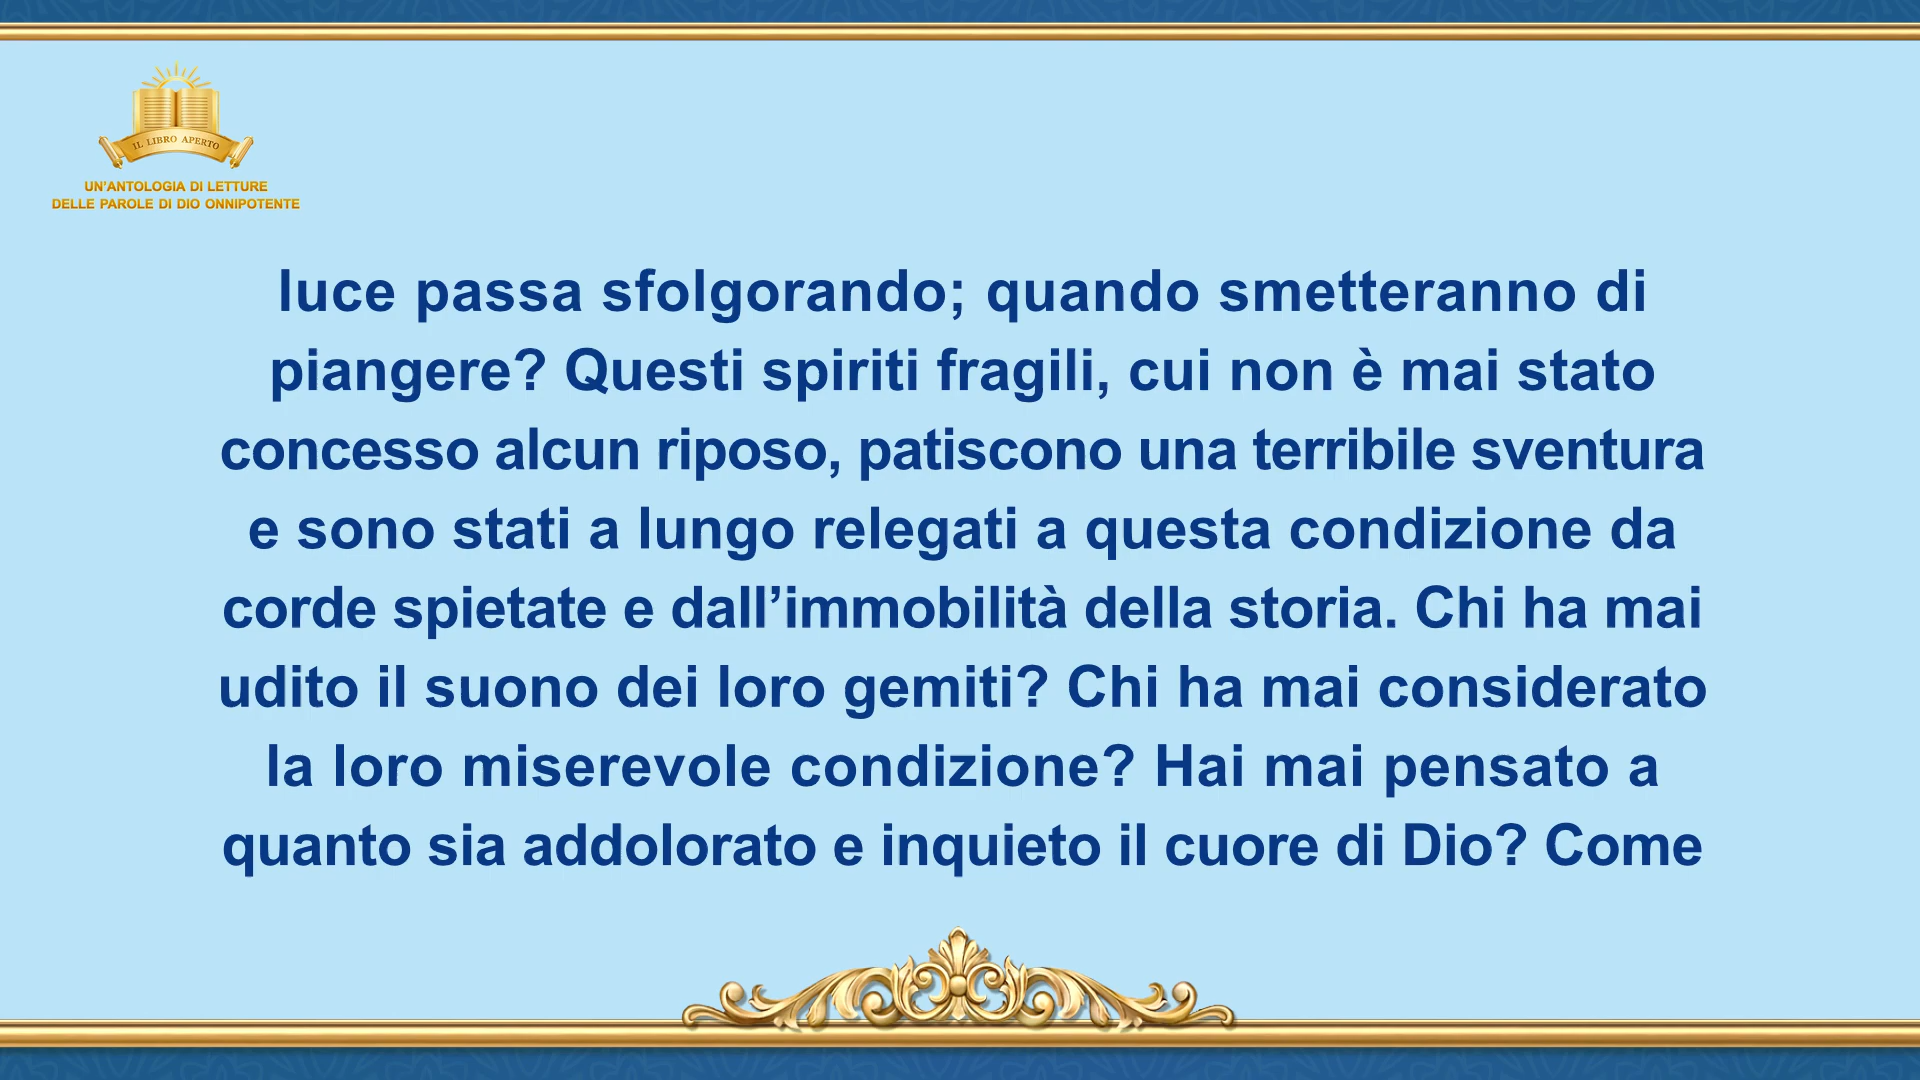 IL LIBRO APERTO
UN’ANTOLOGIA DI LETTURE
DELLE PAROLE DI DIO ONNIPOTENTE
luce passa sfolgorando; quando smetteranno di
piangere? Questi spiriti fragili, cui non è mai stato
concesso alcun riposo, patiscono una terribile sventura
e sono stati a lungo relegati a questa condizione da
corde spietate e dall’immobilità della storia. Chi ha mai
udito il suono dei loro gemiti? Chi ha mai considerato
la loro miserevole condizione? Hai mai pensato a
quanto sia addolorato e inquieto il cuore di Dio? Come